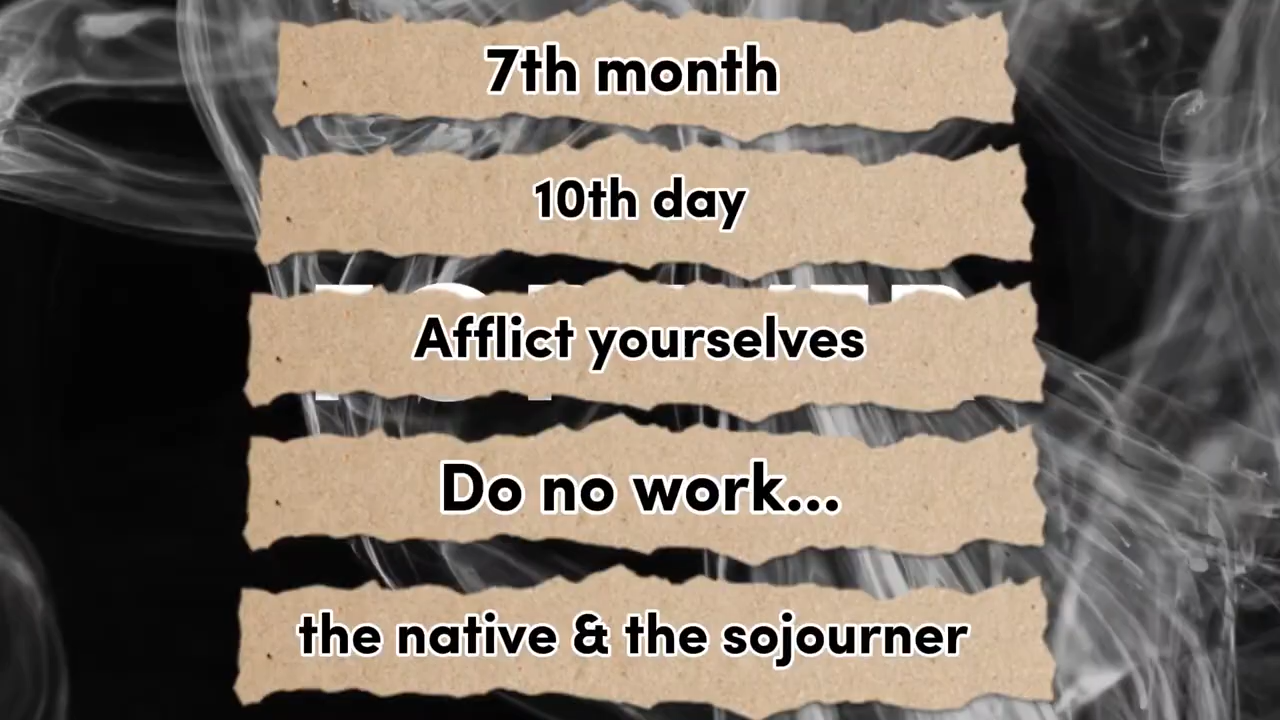 7th month
10th day
Afflict yourselves
Do no work...
the native & the sojourner